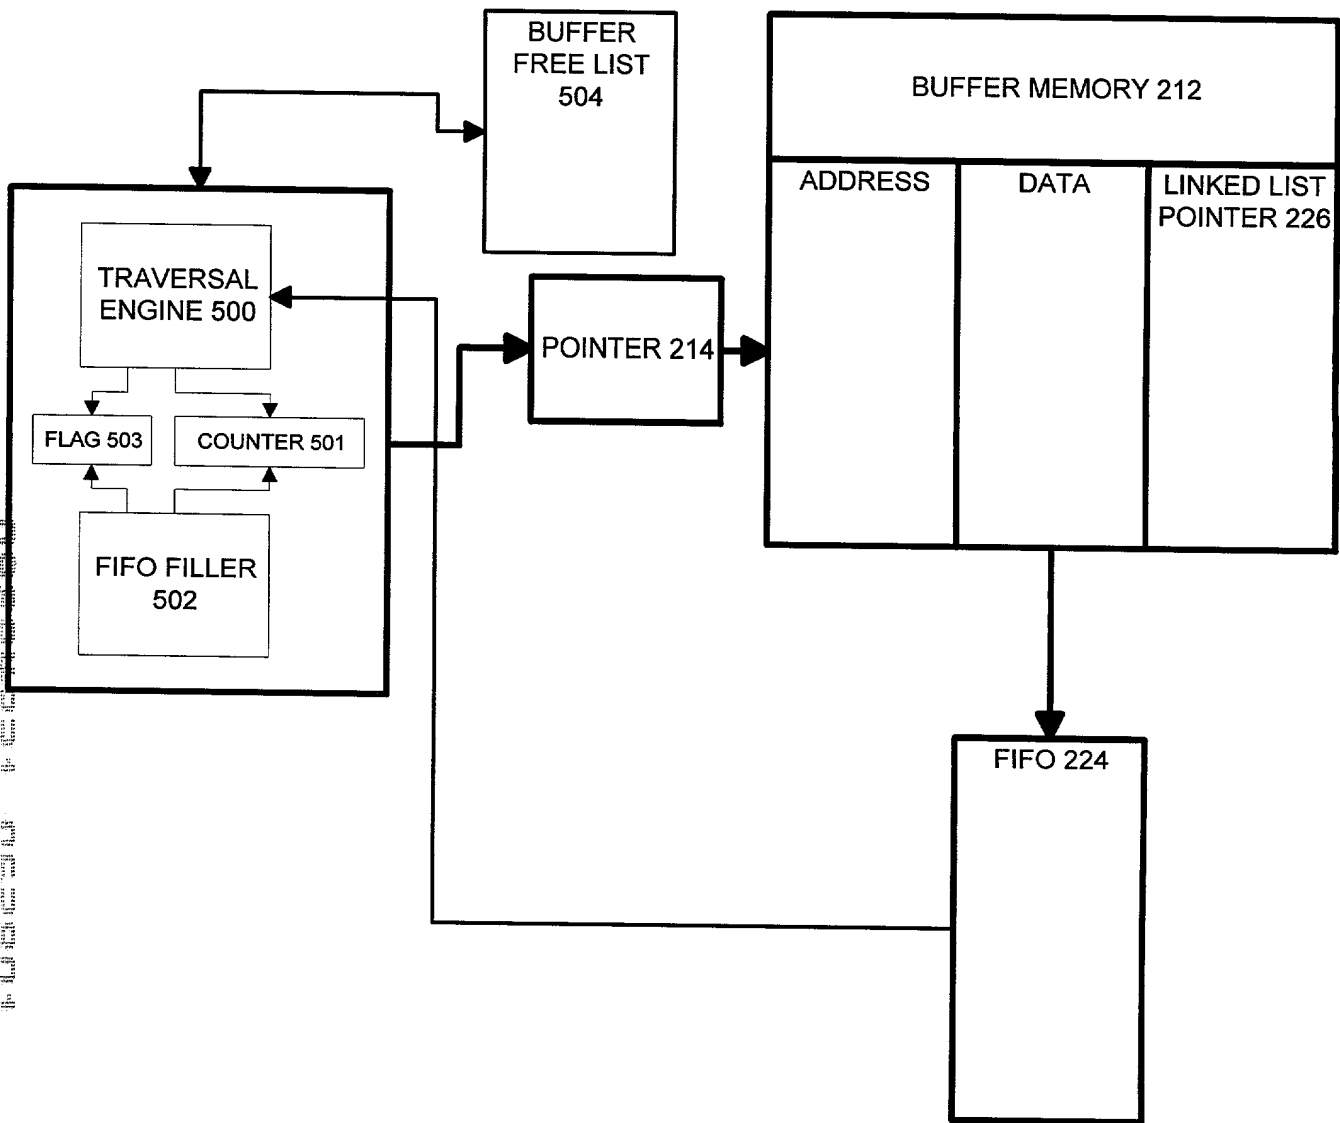 BUFFER
FREE LIST
504
BUFFER MEMORY 212
ADDRESS
DATA
LINKED LIST
POINTER 226
TRAVERSAL
ENGINE 500
POINTER 214
FLAG 503
COUNTER 501
FIFO FILLER
502
FIFO 224